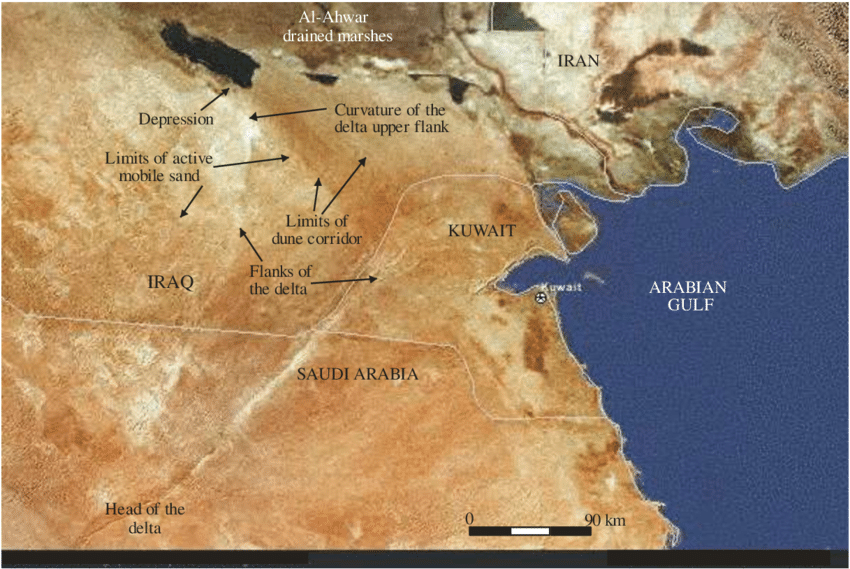 Al-Ahwar
drained marshes
IRAN
Depression
Curvature of the
delta upper flank
Limits of active
mobile sand
Limits of
dune corridor
KUWAIT
Flanks of
the delta
IRAQ
Kuwait
ARABIAN
GULF
SAUDI ARABIA
Head of the
delta
0
90 km